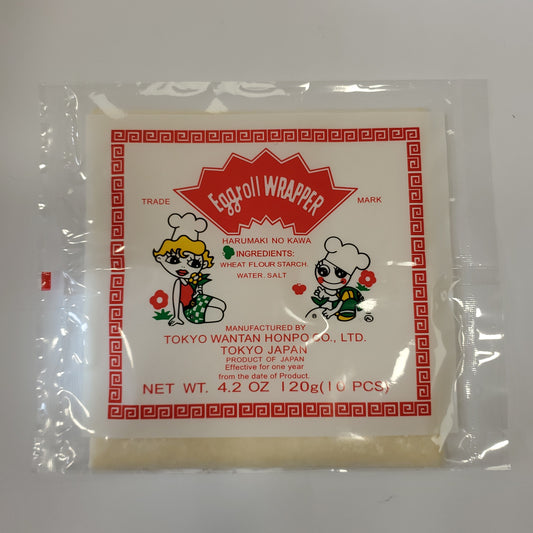 Eggroll WRAPPER
TRADE MARK
HARUMAKI NO KAWA
INGREDIENTS:
WHEAT FLOUR STARCH.
WATER. SALT
MANUFACTURED BY
TOKYO WANTAN HONPO CO., LTD.
TOKYO JAPAN
PRODUCT OF JAPAN
Effective for one year
from the date of Product.
NET WT. 4.2 OZ 120g(10 PCS)